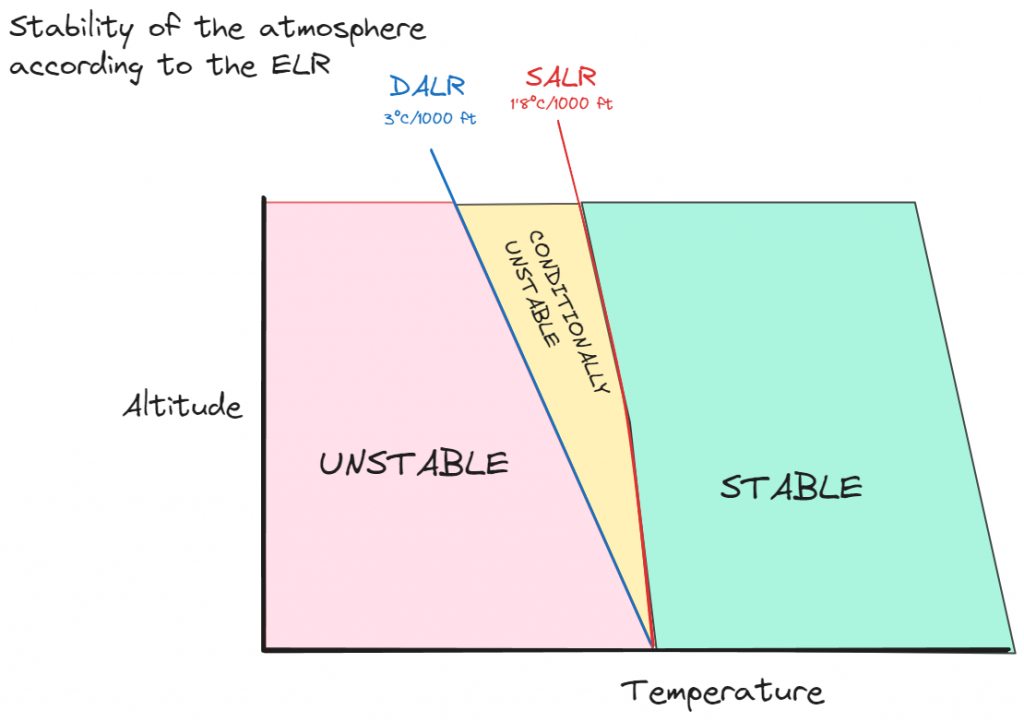 Stability of the atmosphere
according to the ELR
DALR
3°C/1000 ft
SALR
1'8°C/1000 ft
CONDITIONALLY
UNSTABLE
Altitude
UNSTABLE
STABLE
Temperature